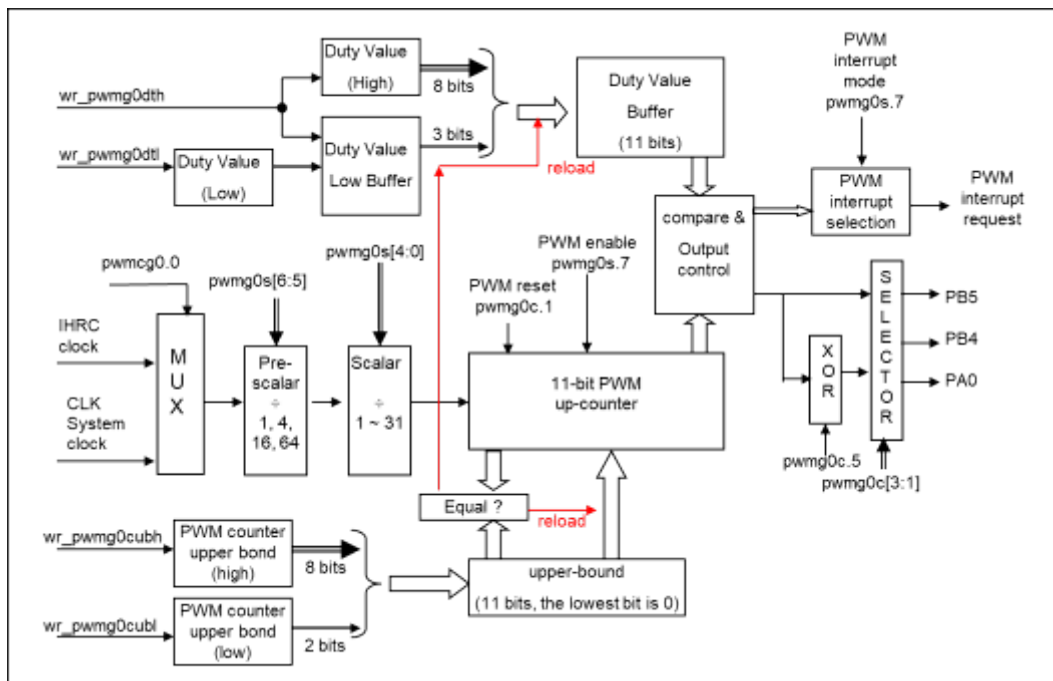 wr_pwmg0dth
wr_pwmg0dtl
Duty Value
(Low)
Duty Value
(High)
Duty Value
Low Buffer
8 bits
3 bits
reload
Duty Value
Buffer
(11 bits)
PWM
interrupt
mode
pwmg0s.7
PWM
interrupt
selection
PWM
interrupt
request
compare &
Output
control
pwmcg0.0
IHRC
clock
CLK
System
clock
MUX
pwmg0s[6:5]
Pre-
scalar
÷
1, 4,
16, 64
pwmg0s[4:0]
Scalar
÷
1 ~ 31
PWM reset
pwmg0c.1
PWM enable
pwmg0s.7
11-bit PWM
up-counter
XOR
pwmg0c.5
SELECTOR
pwmg0c[3:1]
PB5
PB4
PA0
Equal ?
reload
wr_pwmg0cubh
PWM counter
upper bond
(high)
8 bits
wr_pwmg0cubl
PWM counter
upper bond
(low)
2 bits
upper-bound
(11 bits, the lowest bit is 0)